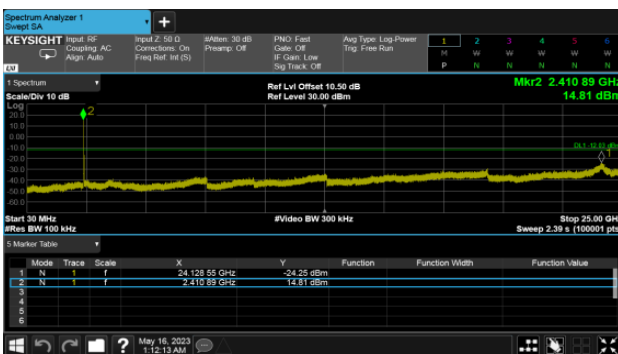 Spectrum Analyzer 1
Swept SA
KEYSIGHT Input: RF
Coupling: AC
Align: Auto
Input Z: 50 Ω
Corrections: On
Freq Ref: Int (S)
#Atten: 30 dB
Preamp: Off
PNO: Fast
Gate: Off
IF Gain: Low
Sig Track: Off
Avg Type: Log-Power
Trig: Free Run
1 2 3 4 5 6
M W W W W W
P N N N N N
LXI
1 Spectrum
Scale/Div 10 dB
Ref Lvl Offset 10.50 dB
Ref Level 30.00 dBm
Mkr2 2.410 89 GHz
14.81 dBm
Log
20.0
10.0
0.00
-10.0
-20.0
-30.0
-40.0
-50.0
-60.0
2
1
Start 30 MHz
#Res BW 100 kHz
#Video BW 300 kHz
Stop 25.00 GHz
Sweep 2.39 s (100001 pts)
5 Marker Table
Mode Trace Scale X Y Function Function Width Function Value
1 N 1 f 24.128 55 GHz -24.25 dBm
2 N 1 f 2.410 89 GHz 14.81 dBm
3
4
5
6
? May 16, 2023
1:12:13 AM